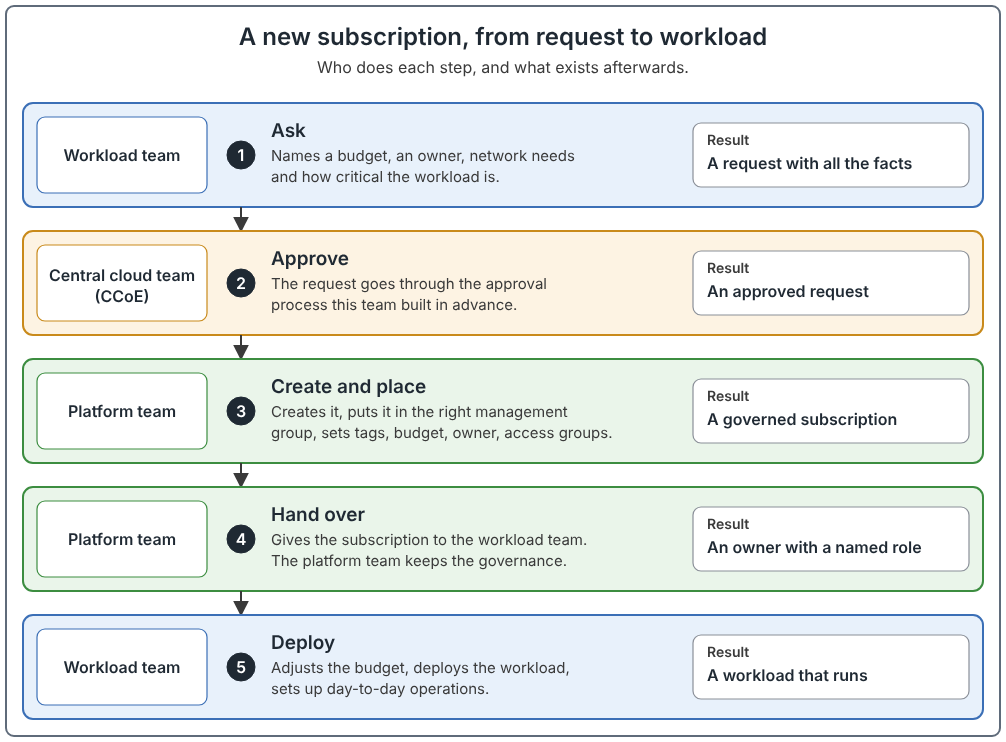 A new subscription, from request to workload
Who does each step, and what exists afterwards.
Workload team
1
Ask
Names a budget, an owner, network needs
and how critical the workload is.
Result
A request with all the facts
Central cloud team
(CCoE)
2
Approve
The request goes through the approval
process this team built in advance.
Result
An approved request
Platform team
3
Create and place
Creates it, puts it in the right management
group, sets tags, budget, owner, access groups.
Result
A governed subscription
Platform team
4
Hand over
Gives the subscription to the workload team.
The platform team keeps the governance.
Result
An owner with a named role
Workload team
5
Deploy
Adjusts the budget, deploys the workload,
sets up day-to-day operations.
Result
A workload that runs